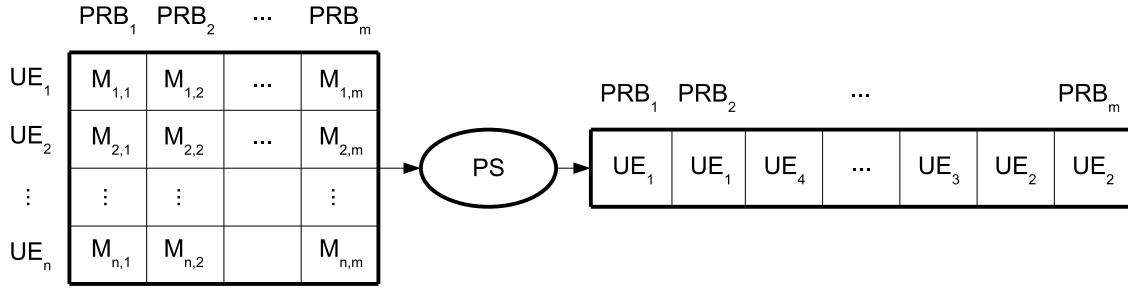 PRB1 PRB2 ... PRBm
UE1 M1,1 M1,2 ... M1,m
PRB1 PRB2 ... PRBm
UE2 M2,1 M2,2 ... M2,m
PS
UE1 UE1 UE4 ... UE3 UE2 UE2
⋮ ⋮ ⋮ ⋮
UEn Mn,1 Mn,2 Mn,m